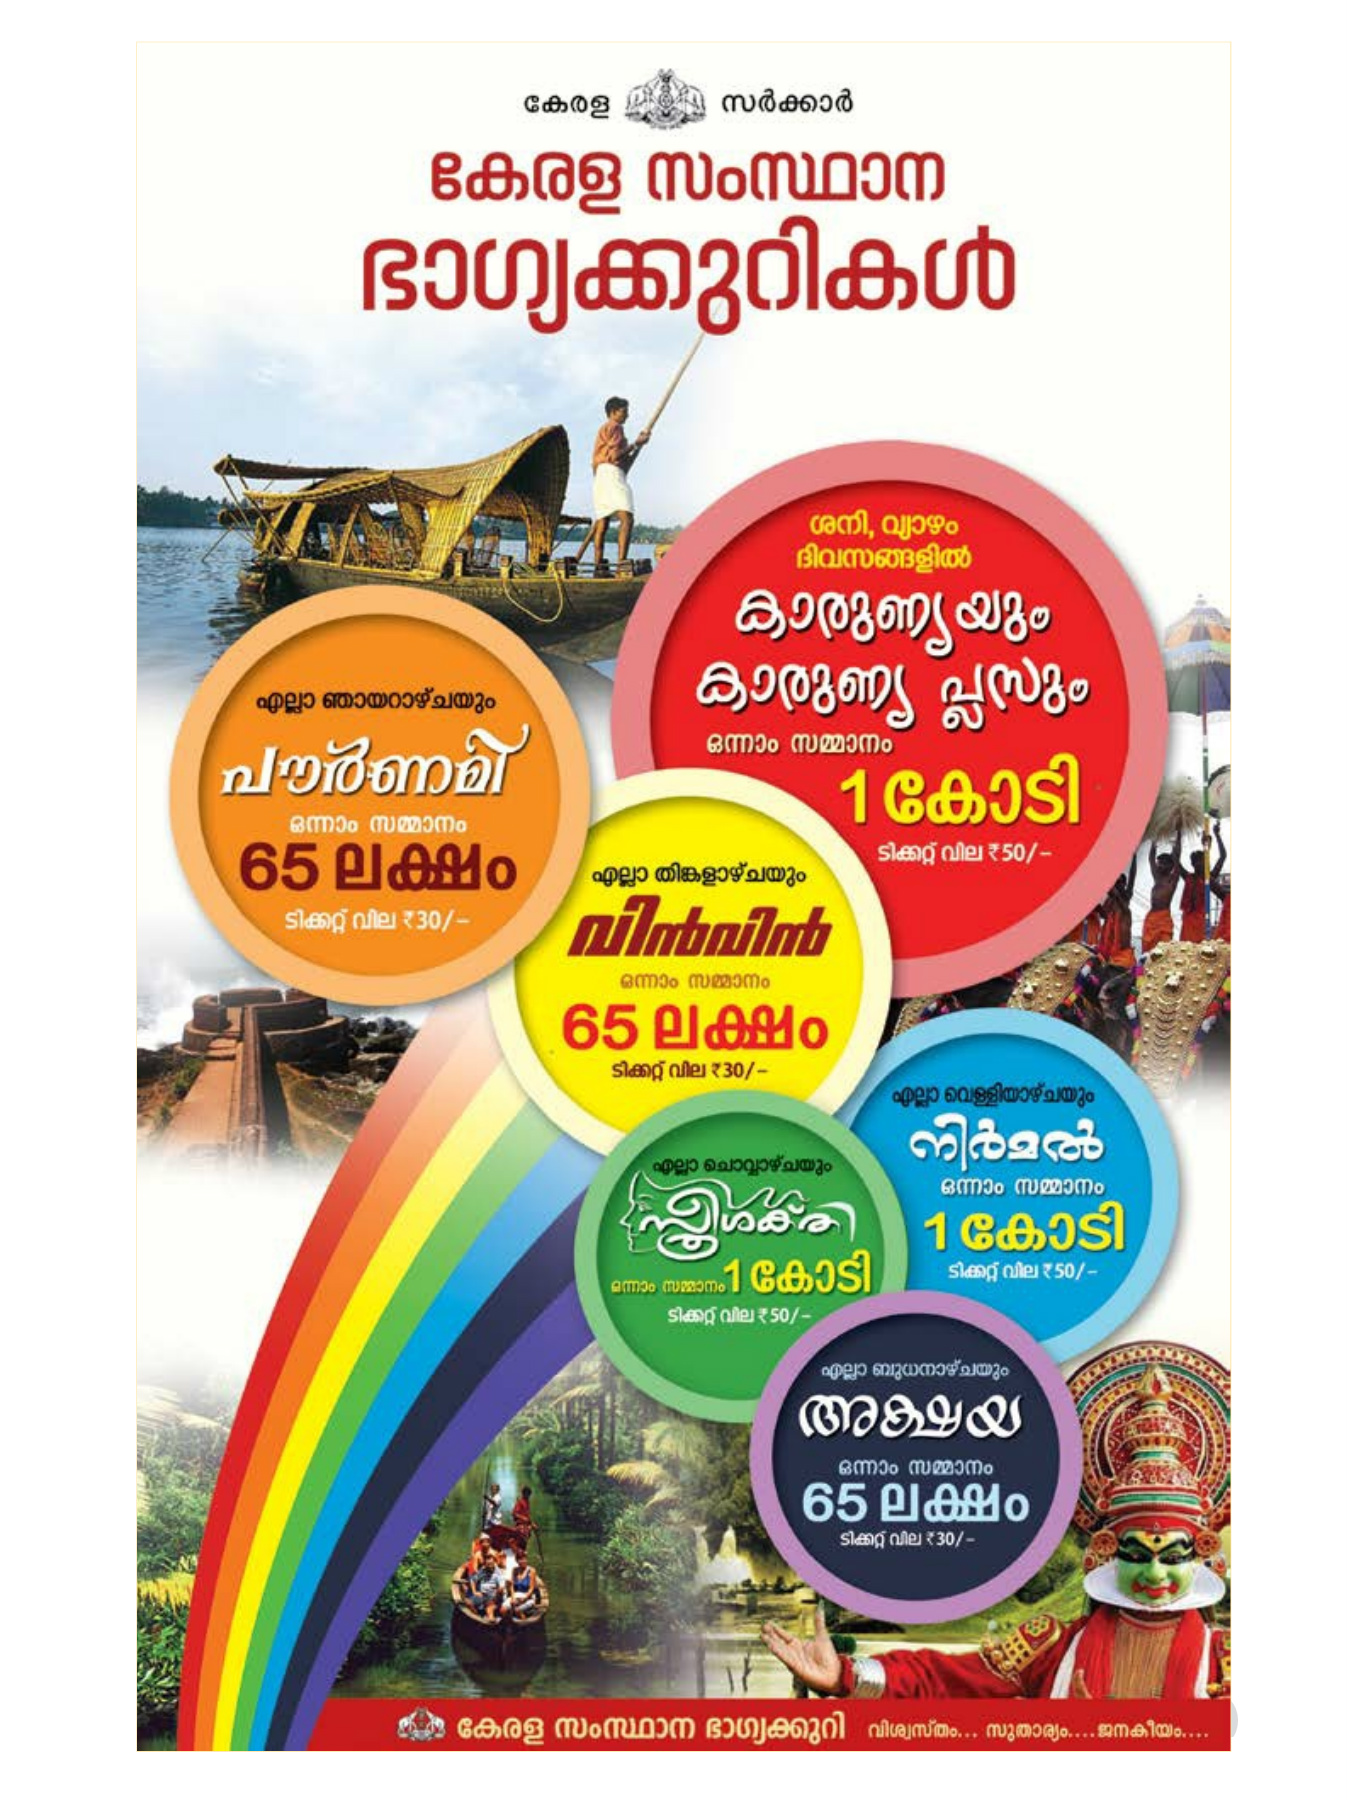 കേരള സർക്കാർ
കേരള സംസ്ഥാന
ഭാഗ്യക്കുറികൾ
ശനി, വ്യാഴം
ദിവസങ്ങളിൽ
കാരുണ്യയും
കാരുണ്യ പ്ലസും
ഒന്നാം സമ്മാനം
1 കോടി
ടിക്കറ്റ് വില ₹50/-
എല്ലാ ഞായറാഴ്ചയും
പൗർണമി
ഒന്നാം സമ്മാനം
65 ലക്ഷം
ടിക്കറ്റ് വില ₹30/-
എല്ലാ തിങ്കളാഴ്ചയും
വിൻവിൻ
ഒന്നാം സമ്മാനം
65 ലക്ഷം
ടിക്കറ്റ് വില ₹30/-
എല്ലാ വെള്ളിയാഴ്ചയും
നിർമൽ
ഒന്നാം സമ്മാനം
1 കോടി
ടിക്കറ്റ് വില ₹50/-
എല്ലാ ചൊവ്വാഴ്ചയും
സ്ത്രീശക്തി
ഒന്നാം സമ്മാനം 1 കോടി
ടിക്കറ്റ് വില ₹50/-
എല്ലാ ബുധനാഴ്ചയും
അക്ഷയ
ഒന്നാം സമ്മാനം
65 ലക്ഷം
ടിക്കറ്റ് വില ₹30/-
കേരള സംസ്ഥാന ഭാഗ്യക്കുറി വിശ്വസ്തം... സുതാര്യം....ജനകീയം....